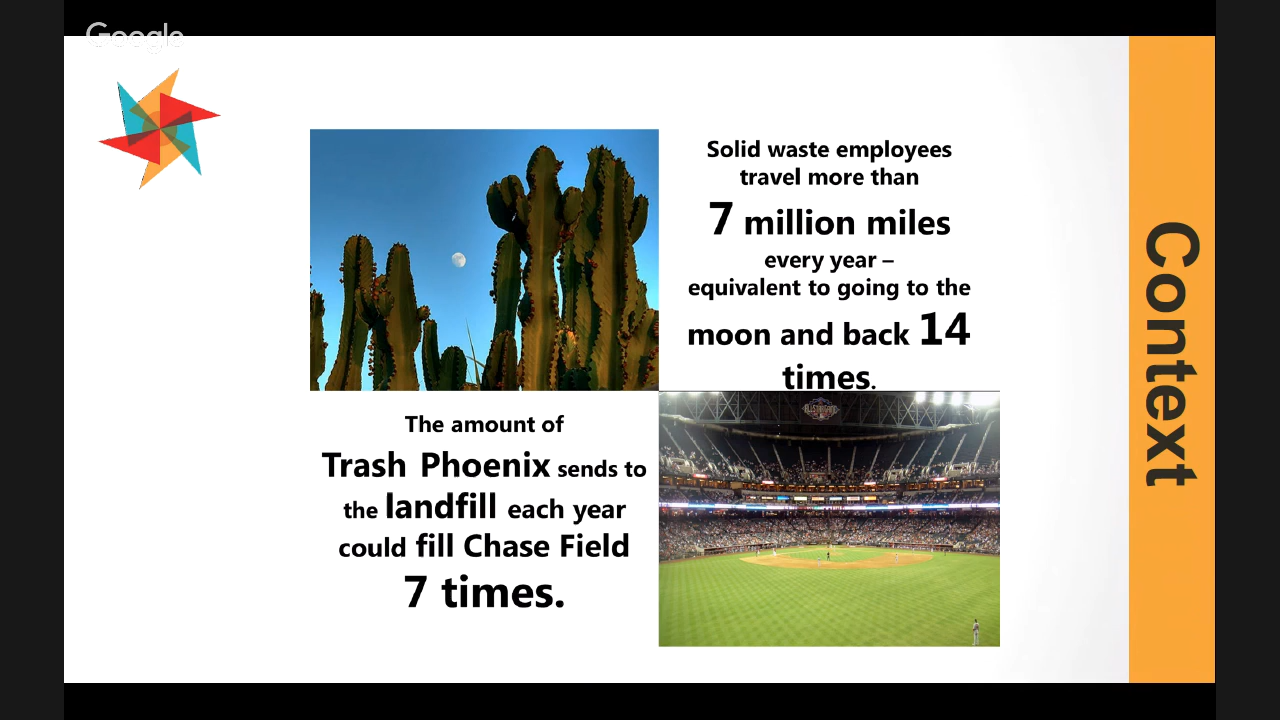 Google
Solid waste employees
travel more than
7 million miles
every year –
equivalent to going to the
moon and back 14
times.
The amount of
Trash Phoenix sends to
the landfill each year
could fill Chase Field
7 times.
Context